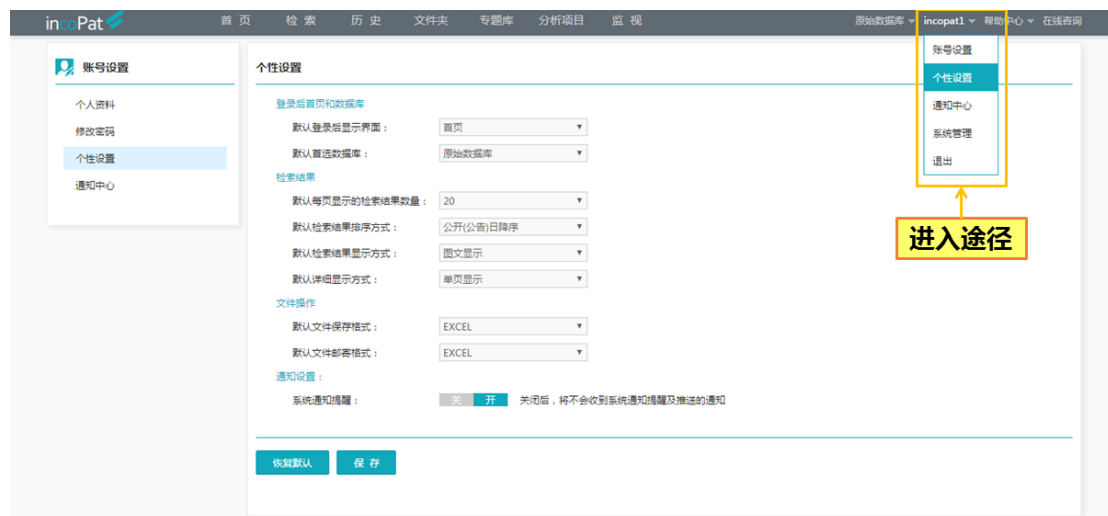 incoPat 首 页 检 索 历 史 文件夹 专题库 分析项目 监 视 原始数据库 incopat1 帮助中心 在线咨询
账号设置
个性设置
通知中心
系统管理
退出
进入途径
账号设置
个人资料
修改密码
个性设置
通知中心
个性设置
登录后首页和数据库
默认登录后显示界面： 首页
默认首选数据库： 原始数据库
检索结果
默认每页显示的检索结果数量： 20
默认检索结果排序方式： 公开(公告)日降序
默认检索结果显示方式： 图文显示
默认详细显示方式： 单页显示
文件操作
默认文件保存格式： EXCEL
默认文件邮寄格式： EXCEL
通知设置：
系统通知提醒： 关 开 关闭后，将不会收到系统通知提醒及推送的通知
恢复默认 保 存